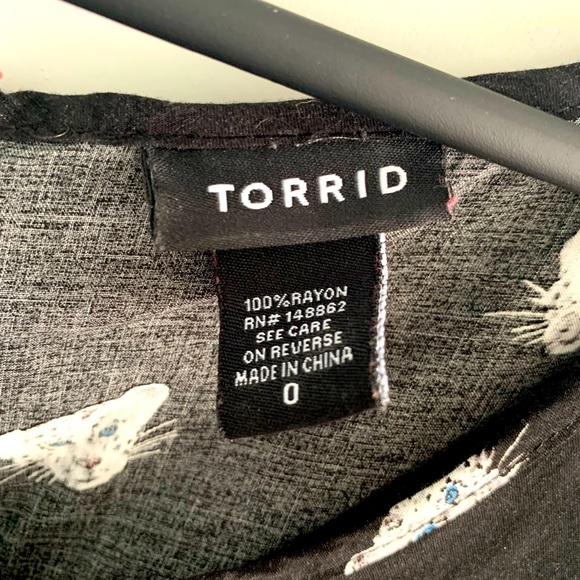 TORRID
100% RAYON
RN# 148862
SEE CARE
ON REVERSE
MADE IN CHINA
0